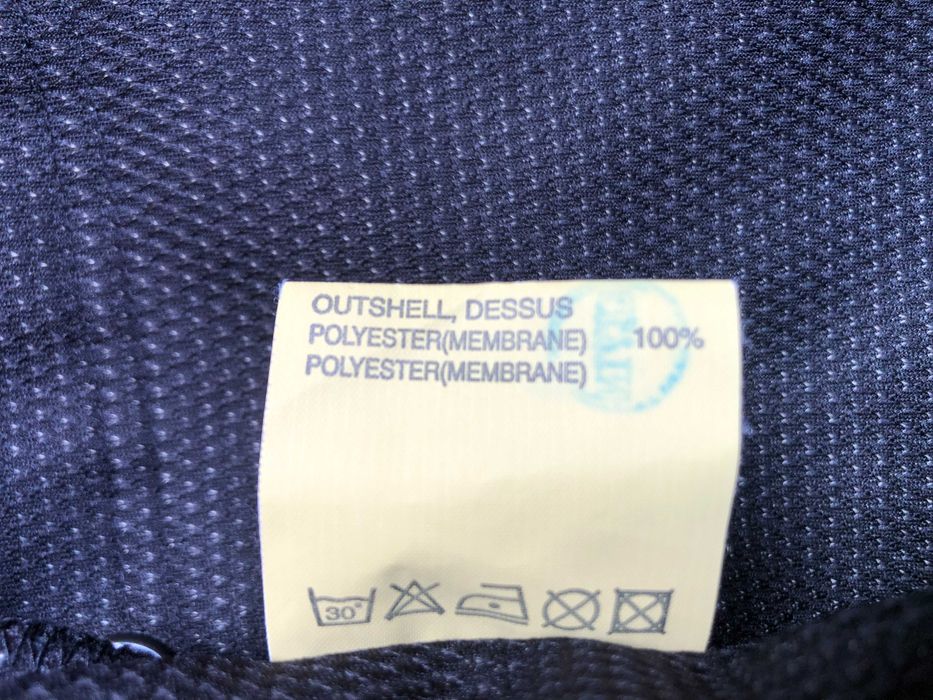 OUTSHELL, DESSUS
POLYESTER(MEMBRANE) 100%
POLYESTER(MEMBRANE)
30°